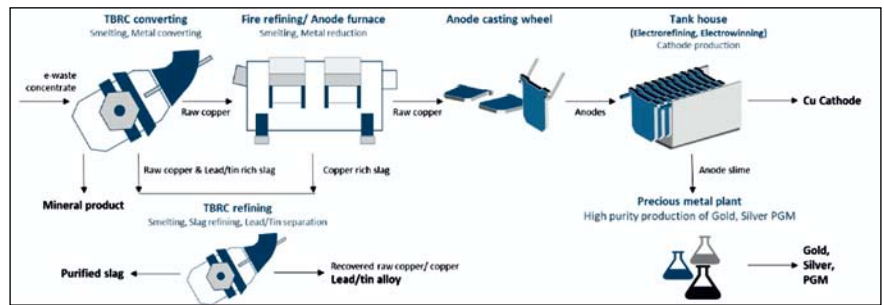 TBRC converting
Smelting, Metal converting
Fire refining/ Anode furnace
Smelting, Metal reduction
Anode casting wheel
Tank house
(Electrorefining, Electrowinning)
Cathode production
e-waste
concentrate
Raw copper
Raw copper
Anodes
Cu Cathode
Raw copper & Lead/tin rich slag
Copper rich slag
Anode slime
Mineral product
TBRC refining
Smelting, Slag refining, Lead/Tin separation
Precious metal plant
High purity production of Gold, Silver PGM
Purified slag
Recovered raw copper/ copper
Lead/tin alloy
Gold,
Silver,
PGM